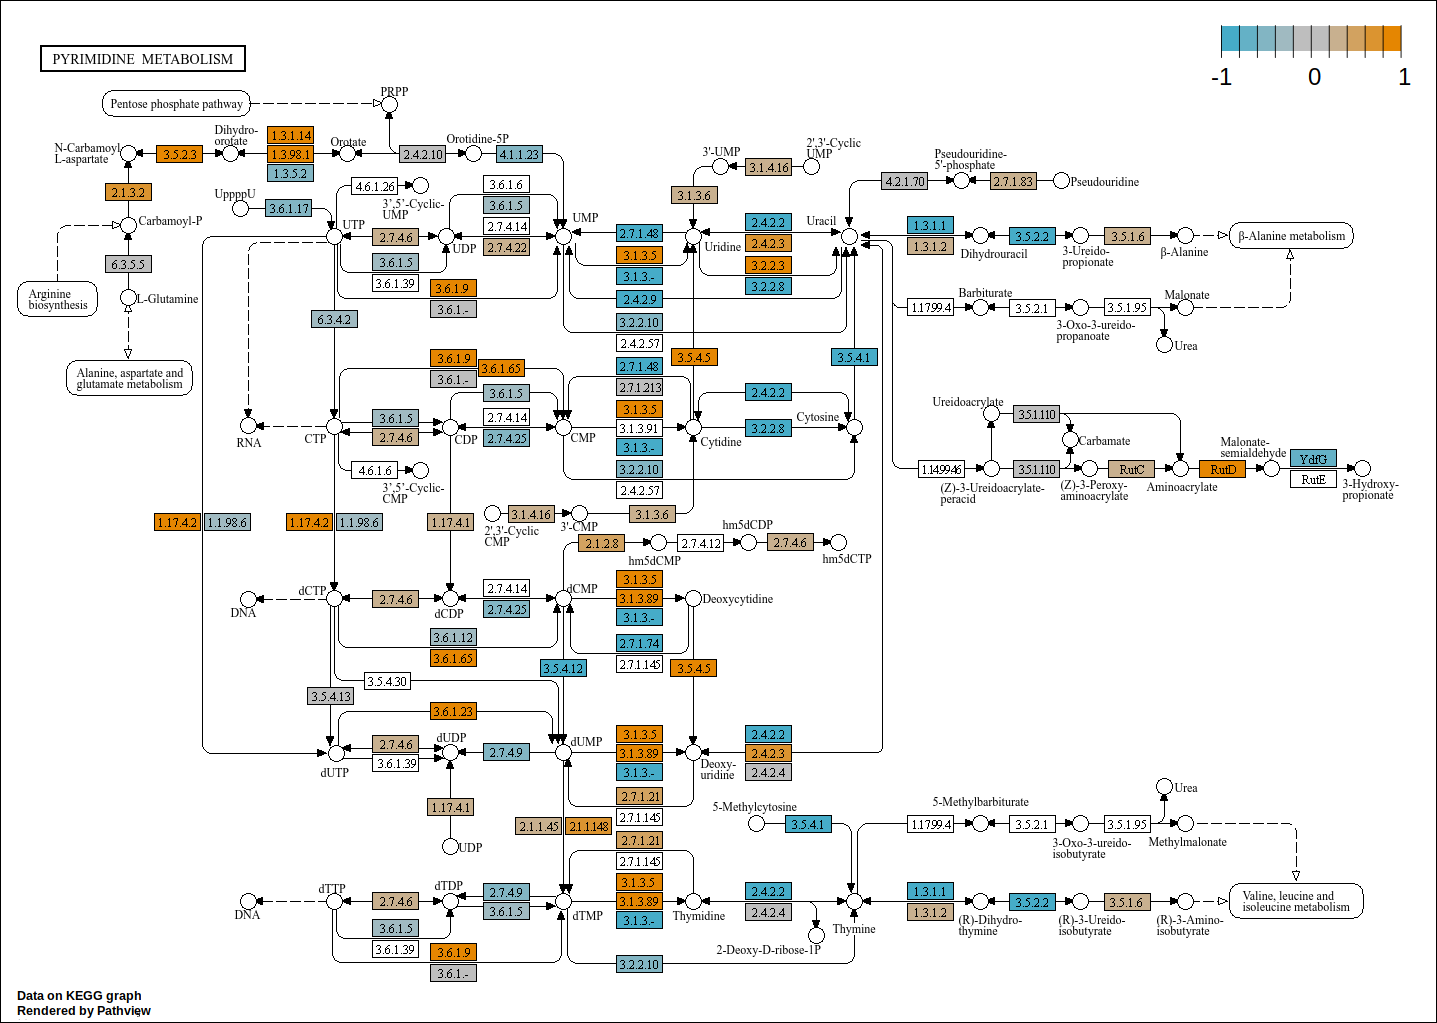 PYRIMIDINE METABOLISM
-1 0 1
Pentose phosphate pathway
PRPP
N-Carbamoyl-
L-aspartate
3.5.2.3
Dihydro-
orotate
1.3.1.14
1.3.98.1
1.3.5.2
Orotate
2.4.2.10
Orotidine-5P
4.1.1.23
2.1.3.2
Carbamoyl-P
6.3.5.5
L-Glutamine
Arginine
biosynthesis
Alanine, aspartate and
glutamate metabolism
UppppU
3.6.1.17
UTP
4.6.1.26
3',5'-Cyclic-
UMP
2.7.4.6
3.6.1.5
3.6.1.39
UDP
3.6.1.6
3.6.1.5
2.7.4.14
2.7.4.22
3.6.1.9
3.6.1.-
UMP
2.7.1.48
3.1.3.5
3.1.3.-
2.4.2.9
3.2.2.10
2.4.2.57
3'-UMP
3.1.4.16
2',3'-Cyclic
UMP
3.1.3.6
Uridine
2.4.2.2
2.4.2.3
3.2.2.3
3.2.2.8
Uracil
4.2.1.70
Pseudouridine-
5'-phosphate
2.7.1.83
Pseudouridine
1.3.1.1
1.3.1.2
Dihydrouracil
3.5.2.2
3-Ureido-
propionate
3.5.1.6
β-Alanine
β-Alanine metabolism
1.1.99.4
Barbiturate
3.5.2.1
3-Oxo-3-ureido-
propanoate
3.5.1.95
Malonate
Urea
6.3.4.2
3.6.1.9
3.6.1.-
3.6.1.65
3.6.1.5
2.7.4.14
2.7.4.25
RNA
CTP
3.6.1.5
2.7.4.6
CDP
4.6.1.6
3',5'-Cyclic-
CMP
CMP
2.7.1.48
2.7.1.213
3.1.3.5
3.1.3.91
3.1.3.-
3.2.2.10
2.4.2.57
3.5.4.5
Cytidine
2.4.2.2
3.2.2.8
3.5.4.1
Cytosine
Ureidoacrylate
3.5.1.110
Carbamate
1.14.99.46
(Z)-3-Ureidoacrylate-
peracid
3.5.1.110
(Z)-3-Peroxy-
aminoacrylate
RutC
Aminoacrylate
RutD
Malonate-
semialdehyde
YdfG
RutE
3-Hydroxy-
propionate
1.17.4.2
1.1.98.6
1.17.4.2
1.1.98.6
1.17.4.1
2',3'-Cyclic
CMP
3.1.4.16
3'-CMP
3.1.3.6
2.1.2.8
hm5dCMP
2.7.4.12
hm5dCDP
2.7.4.6
hm5dCTP
DNA
dCTP
2.7.4.6
dCDP
2.7.4.14
2.7.4.25
dCMP
3.1.3.5
3.1.3.89
3.1.3.-
2.7.1.74
2.7.1.145
Deoxycytidine
3.6.1.12
3.6.1.65
3.5.4.12
3.5.4.5
3.5.4.30
3.5.4.13
3.6.1.23
dUTP
2.7.4.6
3.6.1.39
dUDP
2.7.4.9
dUMP
3.1.3.5
3.1.3.89
3.1.3.-
2.7.1.21
2.7.1.145
Deoxy-
uridine
2.4.2.2
2.4.2.3
2.4.2.4
1.17.4.1
UDP
2.1.1.45
2.1.1.148
2.7.1.21
2.7.1.145
5-Methylcytosine
3.5.4.1
5-Methylbarbiturate
1.1.99.4
3.5.2.1
3-Oxo-3-ureido-
isobutyrate
3.5.1.95
Urea
Methylmalonate
DNA
dTTP
2.7.4.6
3.6.1.5
3.6.1.39
dTDP
2.7.4.9
3.6.1.5
3.6.1.9
3.6.1.-
dTMP
3.1.3.5
3.1.3.89
3.1.3.-
3.2.2.10
Thymidine
2.4.2.2
2.4.2.4
2-Deoxy-D-ribose-1P
Thymine
1.3.1.1
1.3.1.2
(R)-Dihydro-
thymine
3.5.2.2
(R)-3-Ureido-
isobutyrate
3.5.1.6
(R)-3-Amino-
isobutyrate
Valine, leucine and
isoleucine metabolism
Data on KEGG graph
Rendered by Pathview